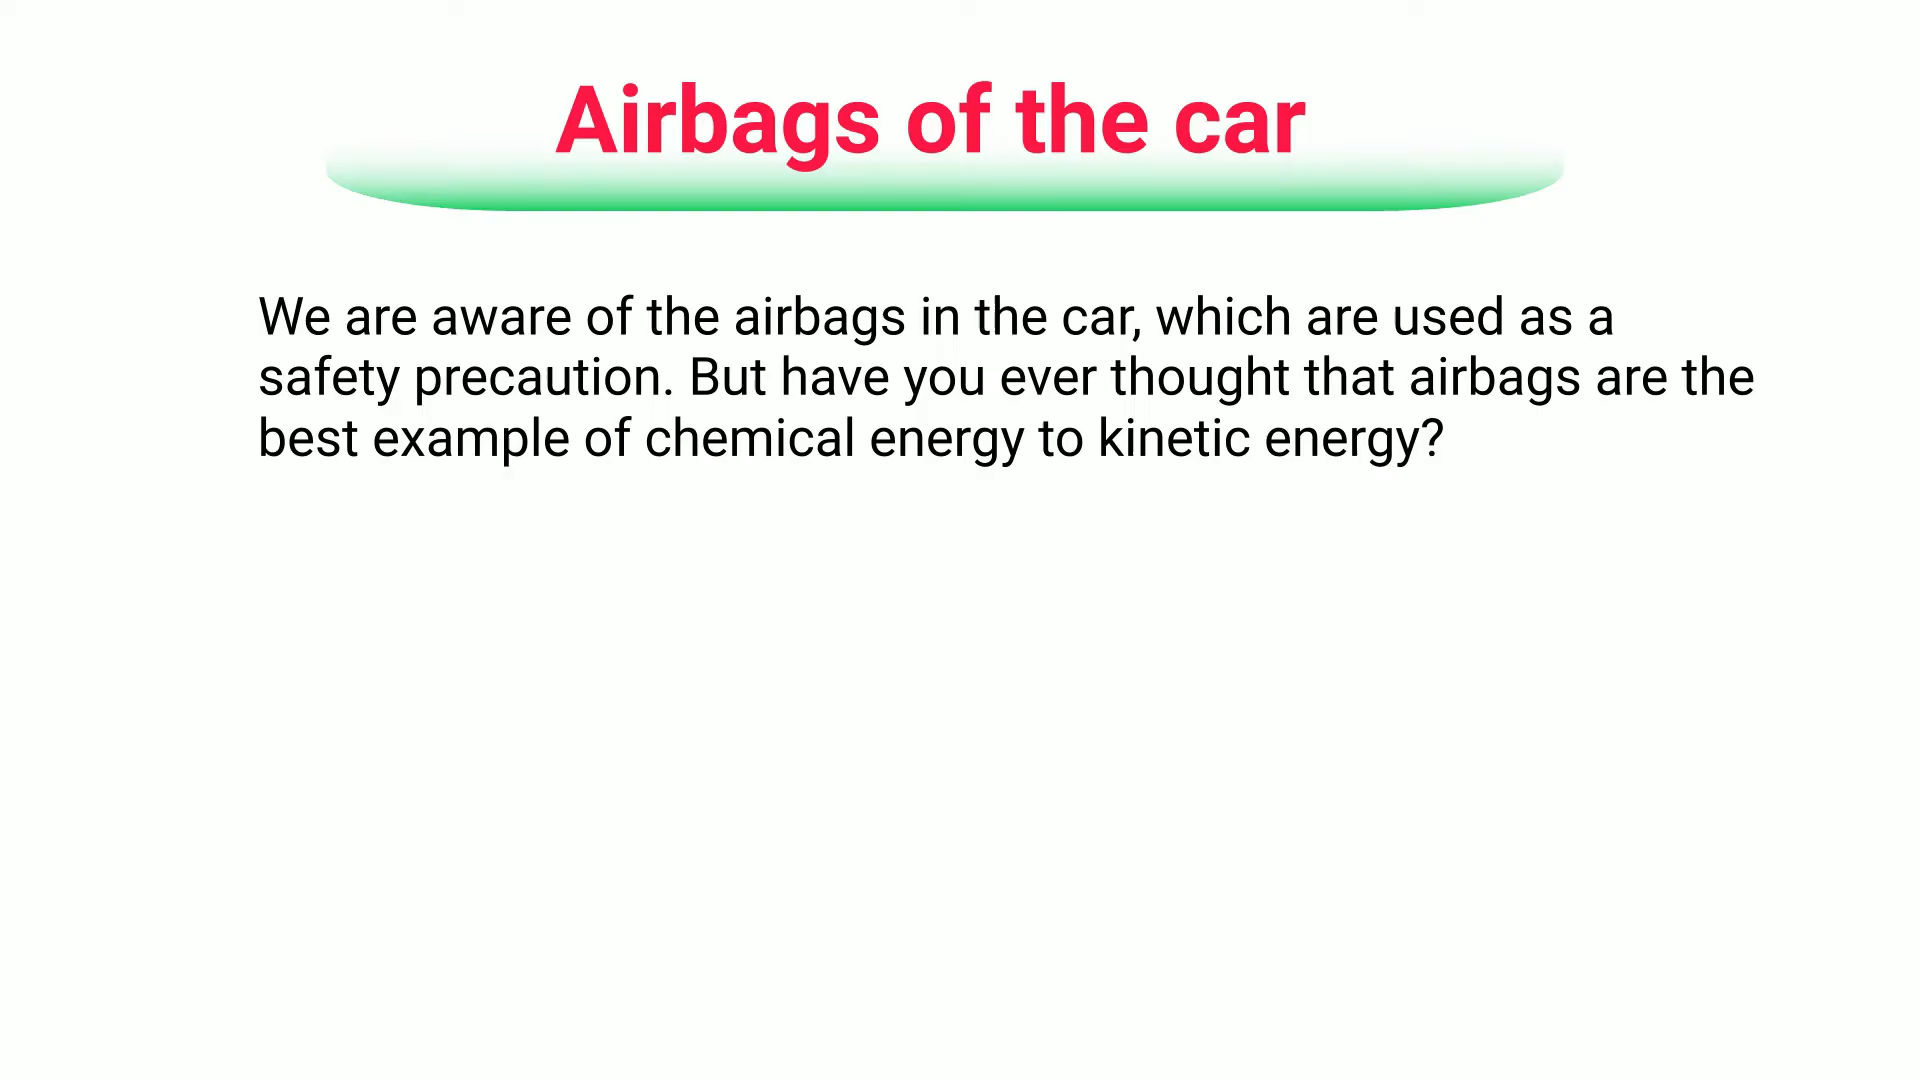 Airbags of the car
We are aware of the airbags in the car, which are used as a
safety precaution. But have you ever thought that airbags are the
best example of chemical energy to kinetic energy?